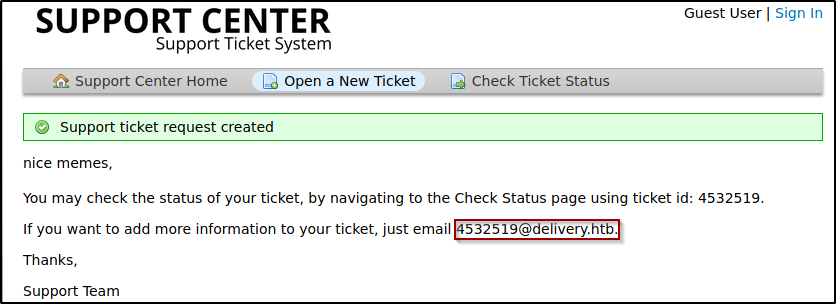 SUPPORT CENTER
Support Ticket System
Guest User | Sign In
Support Center Home Open a New Ticket Check Ticket Status
Support ticket request created
nice memes,
You may check the status of your ticket, by navigating to the Check Status page using ticket id: 4532519.
If you want to add more information to your ticket, just email 4532519@delivery.htb.
Thanks,
Support Team